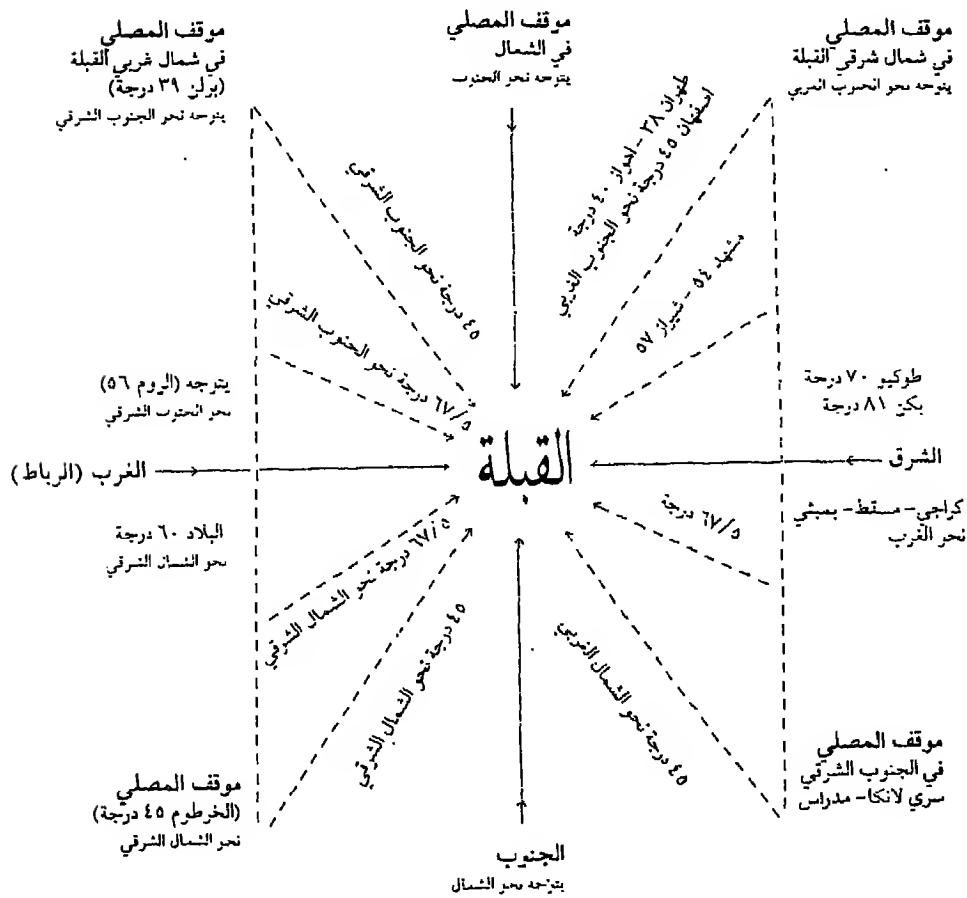 موقف المصلي
في شمال شرقي القبلة
يتوجه نحو الجنوب الغربي
موقف المصلي
في الشمال
يتوجه نحو الجنوب
موقف المصلي
في شمال غربي القبلة
(برلن ٣٩ درجة)
يتوجه نحو الجنوب الشرقي
طهران ٣٨ - اهواز ٤٠ درجة
اصفهان ٤٥ درجة نحو الجنوب الغربي
مشهد ٥٤ - شيراز ٥٧
٤٥ درجة نحو الجنوب الشرقي
٦٧/٥ درجة نحو الجنوب الشرقي
طوكيو ٧٠ درجة
بكن ٨١ درجة
يتوجه (الروم ٥٦)
نحو الجنوب الشرقي
الشرق
القبلة
الغرب (الرباط)
كراجي - مسقط - بمبئي
نحو الغرب
٦٧/٥ درجة
البلاد ٦٠ درجة
نحو الشمال الشرقي
٦٧/٥ درجة نحو الشمال الشرقي
٤٥ درجة نحو الشمال الشرقي
٤٥ درجة نحو الشمال الغربي
موقف المصلي
في الجنوب الشرقي
سري لانكا - مدراس
موقف المصلي
(الخرطوم ٤٥ درجة)
نحو الشمال الشرقي
الجنوب
يتوجه نحو الشمال